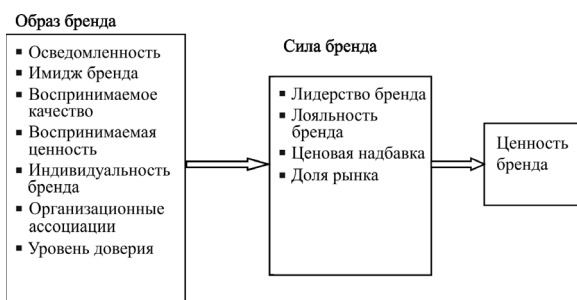 Образ бренда
▪ Осведомленность
▪ Имидж бренда
▪ Воспринимаемое
качество
▪ Воспринимаемая
ценность
▪ Индивидуальность
бренда
▪ Организационные
ассоциации
▪ Уровень доверия
Сила бренда
▪ Лидерство бренда
▪ Лояльность
бренда
▪ Ценовая надбавка
▪ Доля рынка
Ценность
бренда